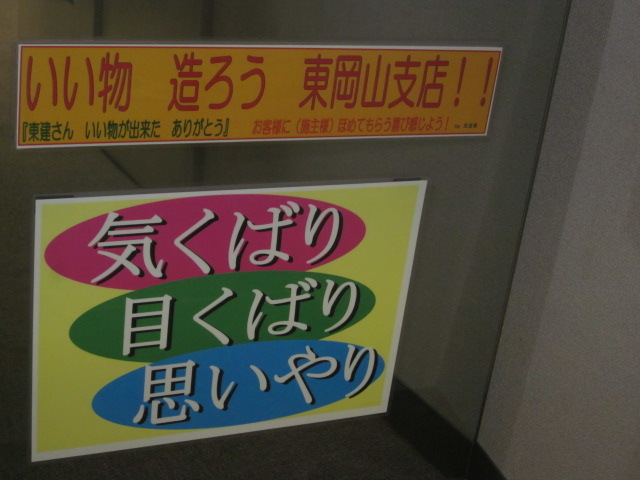 いい物　造ろう　東岡山支店！！
『東建さん　いい物が出来た　ありがとう』　お客様に（施主様）ほめてもらう喜び感じよう！
気くばり
目くばり
思いやり